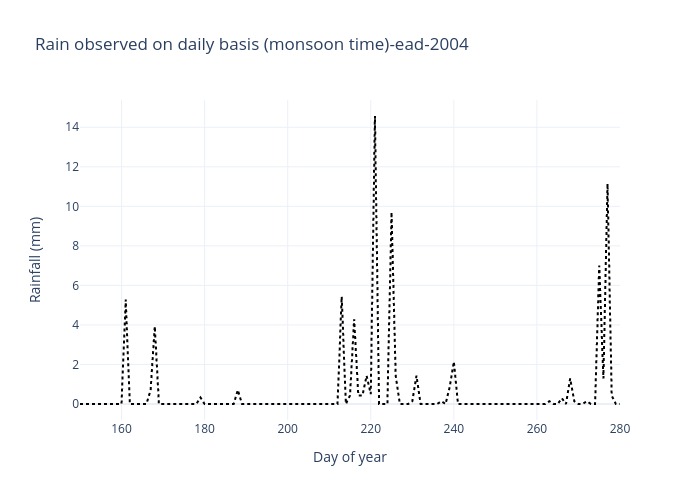 Rain observed on daily basis (monsoon time)-ead-2004
Rainfall (mm)
14
12
10
8
6
4
2
0
160 180 200 220 240 260 280
Day of year